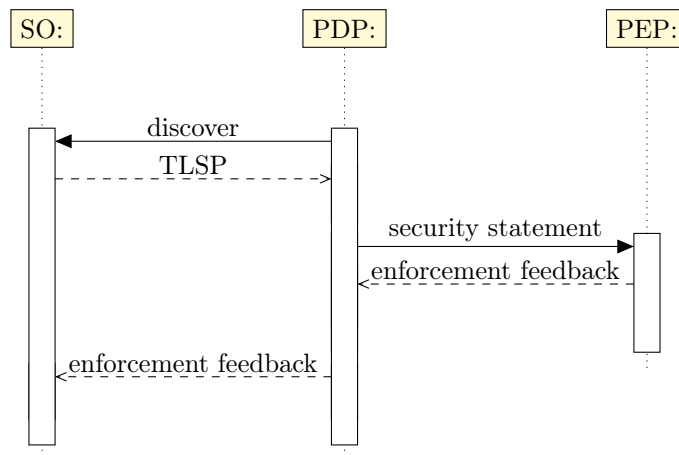 SO:
PDP:
PEP:
discover
TLSP
security statement
enforcement feedback
enforcement feedback